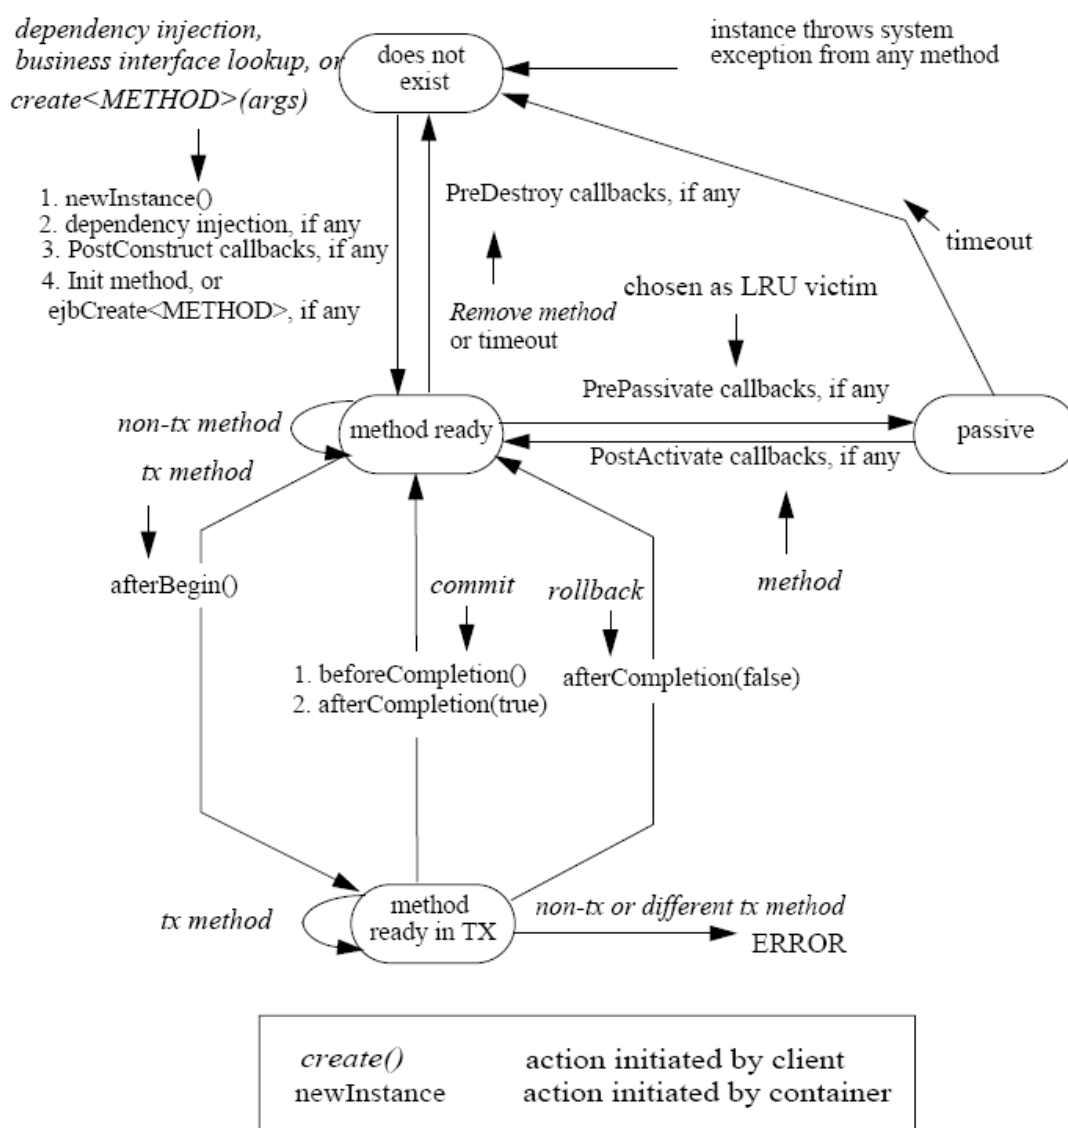 dependency injection,
business interface lookup, or
create<METHOD>(args)
does not
exist
instance throws system
exception from any method
1. newInstance()
2. dependency injection, if any
3. PostConstruct callbacks, if any
4. Init method, or
ejbCreate<METHOD>, if any
PreDestroy callbacks, if any
timeout
Remove method
or timeout
chosen as LRU victim
PrePassivate callbacks, if any
non-tx method
method ready
passive
PostActivate callbacks, if any
tx method
afterBegin()
commit
rollback
method
1. beforeCompletion()
2. afterCompletion(true)
afterCompletion(false)
tx method
method
ready in TX
non-tx or different tx method
ERROR
create()
action initiated by client
newInstance
action initiated by container